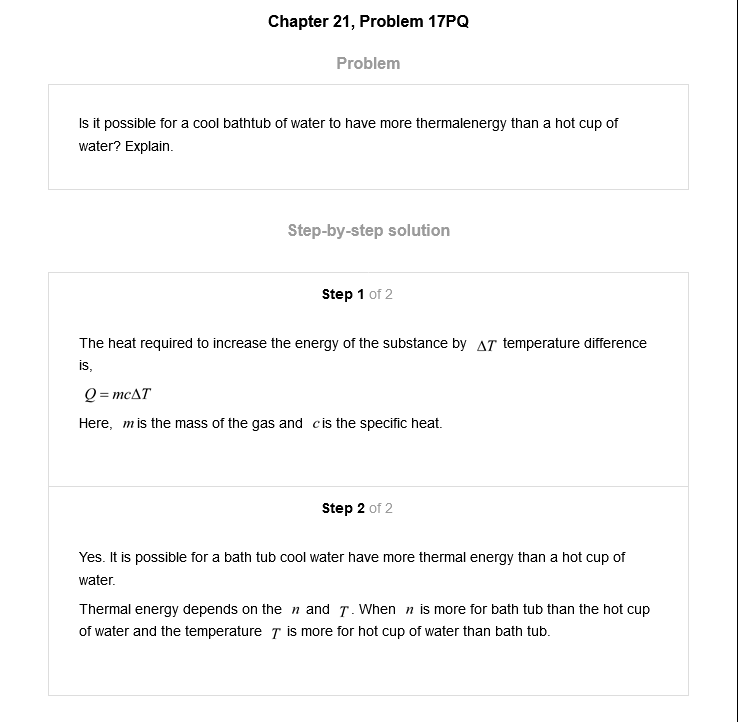 Chapter 21, Problem 17PQ
Problem
Is it possible for a cool bathtub of water to have more thermalenergy than a hot cup of
water? Explain.
Step-by-step solution
Step 1 of 2
The heat required to increase the energy of the substance by ΔT temperature difference
is,
Q = mcΔT
Here, m is the mass of the gas and c is the specific heat.
Step 2 of 2
Yes. It is possible for a bath tub cool water have more thermal energy than a hot cup of
water.
Thermal energy depends on the n and T. When n is more for bath tub than the hot cup
of water and the temperature T is more for hot cup of water than bath tub.